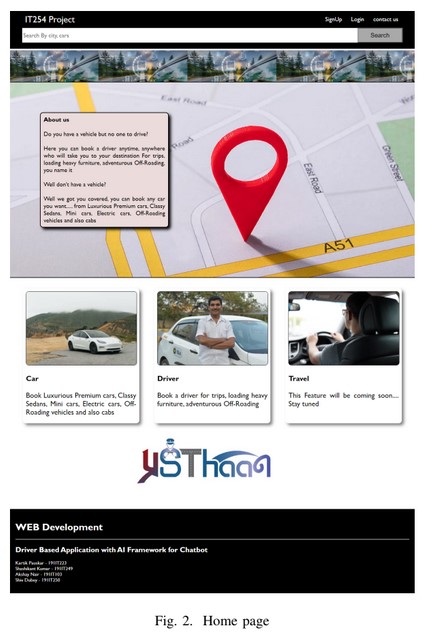 IT254 Project
SignUp Login contact us
Search By city, cars
Search
East Road
Road
East Road
Green Street
A51
About us
Do you have a vehicle but no one to drive?
Here you can book a driver anytime, anywhere
who will take you to your destination For trips,
loading heavy furniture, adventurous Off-Roading,
you name it
Well don't have a vehicle?
Well we got you covered, you can book any car
you want.... from Luxurious Premium cars, Classy
Sedans, Mini cars, Electric cars, Off-Roading
vehicles and also cabs
Car
Book Luxurious Premium cars, Classy
Sedans, Mini cars, Electric cars, Off-
Roading vehicles and also cabs
Driver
Book a driver for trips, loading heavy
furniture, adventurous Off-Roading
Travel
This Feature will be coming soon....
Stay tuned
WEB Development
Driver Based Application with AI Framework for Chatbot
Kartik Pasekar - 191IT223
Shashikant Kumar - 191IT249
Akshay Nair - 191IT103
Shiv Dubey - 191IT250
Fig. 2. Home page